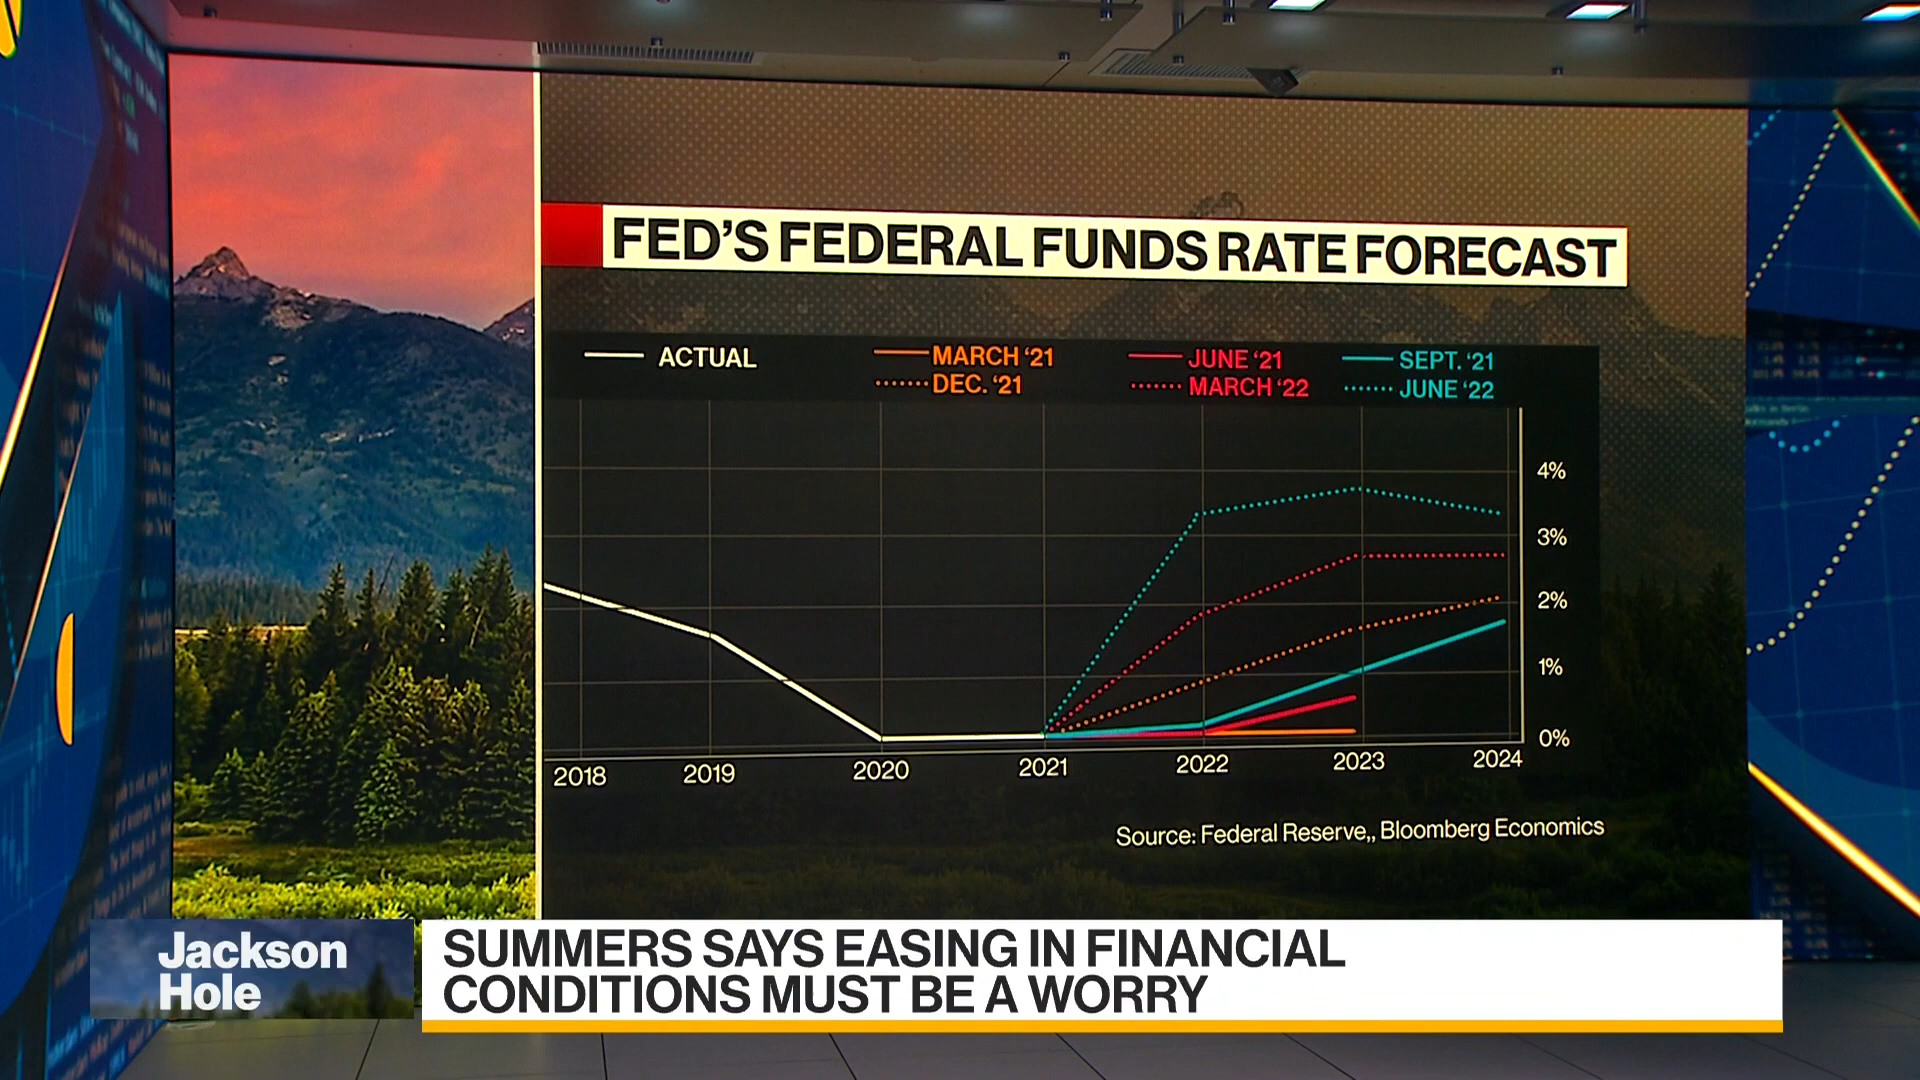 FED'S FEDERAL FUNDS RATE FORECAST
ACTUAL
MARCH '21
JUNE '21
SEPT. '21
DEC. '21
MARCH '22
JUNE '22
4%
3%
2%
1%
0%
2018 2019 2020 2021 2022 2023 2024
Source: Federal Reserve,, Bloomberg Economics
Jackson
Hole
SUMMERS SAYS EASING IN FINANCIAL
CONDITIONS MUST BE A WORRY